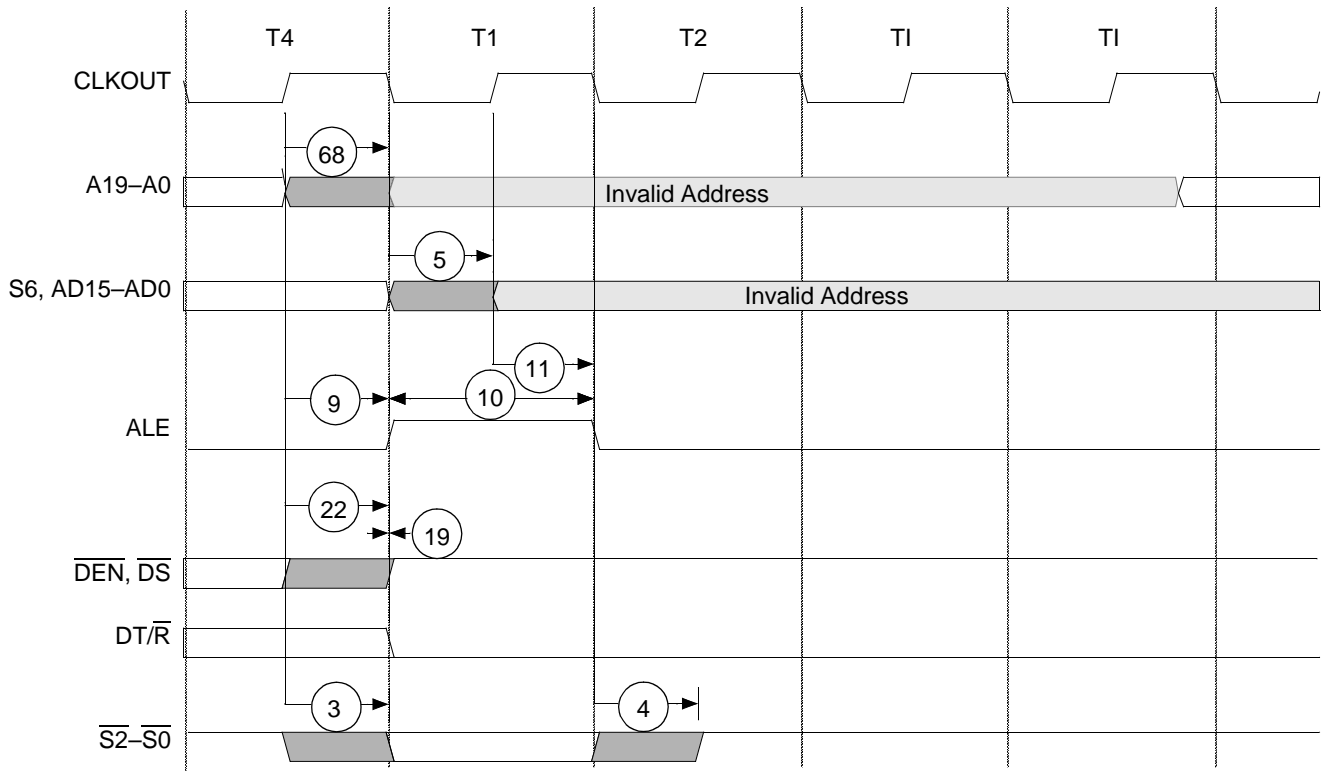 T4 T1 T2 TI TI
CLKOUT
68
A19–A0 Invalid Address
5
S6, AD15–AD0 Invalid Address
11
9 10
ALE
22
19
DEN, DS
DT/R
3 4
S2–S0